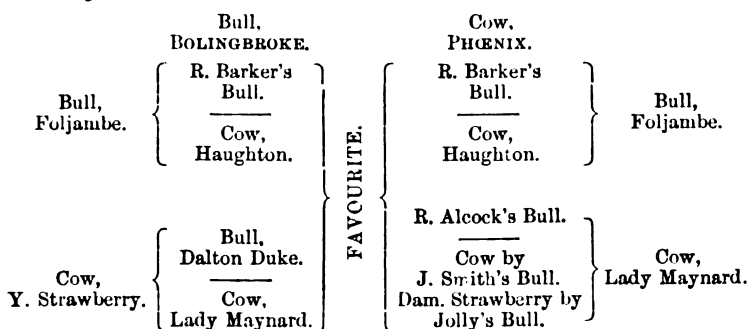 Bull,
BOLINGBROKE.
Cow,
PHŒNIX.
Bull,
Foljambe.
R. Barker's
Bull.
Cow,
Haughton.
Cow,
Y. Strawberry.
Bull,
Dalton Duke.
Cow,
Lady Maynard.
FAVOURITE.
R. Barker's
Bull.
Cow,
Haughton.
Bull,
Foljambe.
R. Alcock's Bull.
Cow by
J. Smith's Bull.
Dam. Strawberry by
Jolly's Bull.
Cow,
Lady Maynard.